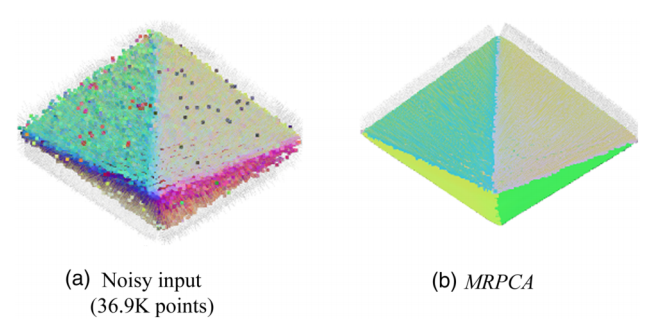 (a) Noisy input
(36.9K points)
(b) MRPCA